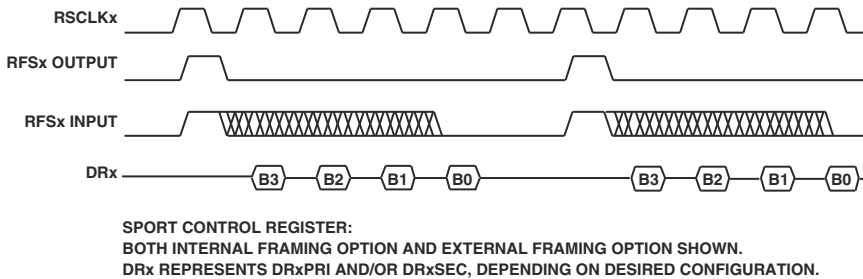 RSCLKx
RFSx OUTPUT
RFSx INPUT
DRx B3 B2 B1 B0 B3 B2 B1 B0
SPORT CONTROL REGISTER:
BOTH INTERNAL FRAMING OPTION AND EXTERNAL FRAMING OPTION SHOWN.
DRx REPRESENTS DRxPRI AND/OR DRxSEC, DEPENDING ON DESIRED CONFIGURATION.